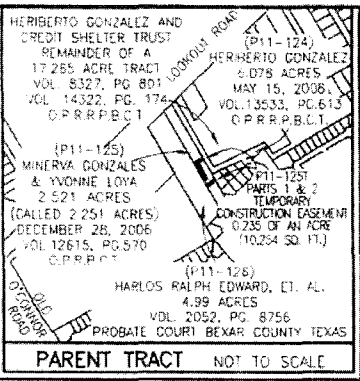 HERIBERTO GONZALEZ AND
CREDIT SHELTER TRUST
REMAINDER OF A
17.265 ACRE TRACT
VOL. 8327, PG. 801
VOL. 14322, PG. 174
O.P.R.R.P.B.C.T.
LOOKOUT ROAD
(P11-124)
HERIBERTO GONZALEZ
6.078 ACRES
MAY 15, 2006,
VOL.13533, PG.613
O.P.R.R.P.B.C.T.
(P11-125)
MINERVA GONZALES
& YVONNE LOYA
2.521 ACRES
(CALLED 2.251 ACRES)
DECEMBER 28, 2006
VOL. 12615, PG.570
O.P.R.P.C.T.
P11-125T
PARTS 1 & 2
TEMPORARY
CONSTRUCTION EASEMENT
0.235 OF AN ACRE
(10,254 SQ. FT.)
(P11-126)
HARLOS RALPH EDWARD, ET. AL.
4.99 ACRES
VOL. 2052, PG. 8756
PROBATE COURT BEXAR COUNTY TEXAS
OLD
O'CONNOR
ROAD
PARENT TRACT NOT TO SCALE